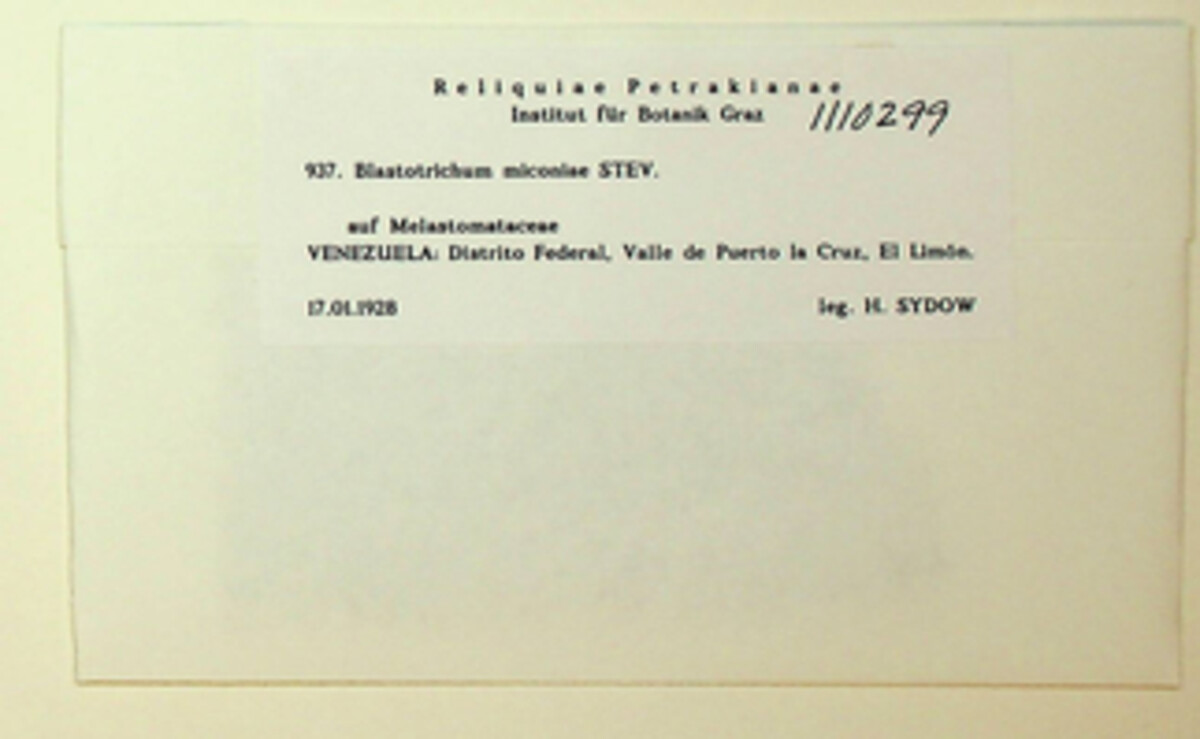 Reliquiae Petrakianae
Institut für Botanik Graz 1110299
937. Blastotrichum miconiae STEV.
auf Melastomataceae
VENEZUELA: Distrito Federal, Valle de Puerto la Cruz, El Limón.
17.01.1928 leg. H. SYDOW